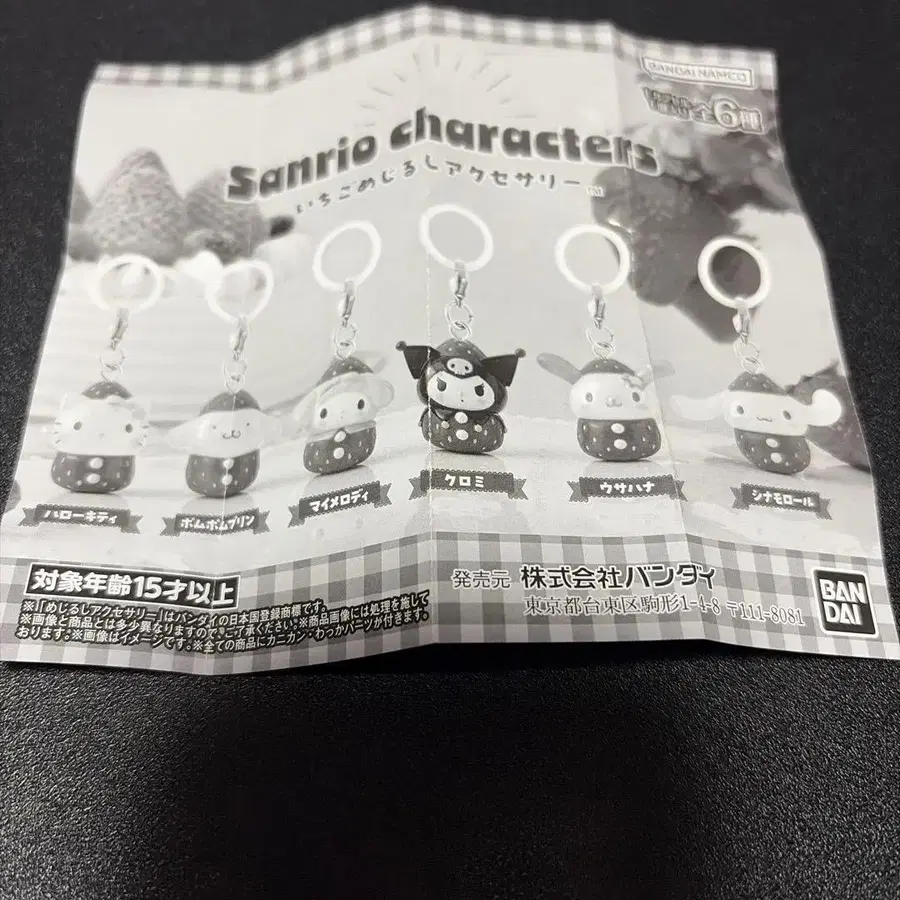 BANDAI NAMCO
全6種
Sanrio characters
いちごめじるしアクセサリー
ハローキティ
ポムポムプリン
マイメロディ
クロミ
ウサハナ
シナモロール
対象年齢15才以上
※「めじるしアクセサリー」はバンダイの日本国登録商標です。
※画像と商品とは多少異なりますのでご了承ください。※商品画像には処理を施して
おります。※画像はイメージです。※全ての商品にカーカン・わっかパーツが付きます。
発売元 株式会社バンダイ
東京都台東区駒形1-4-8 〒111-8081
BAN
DAI